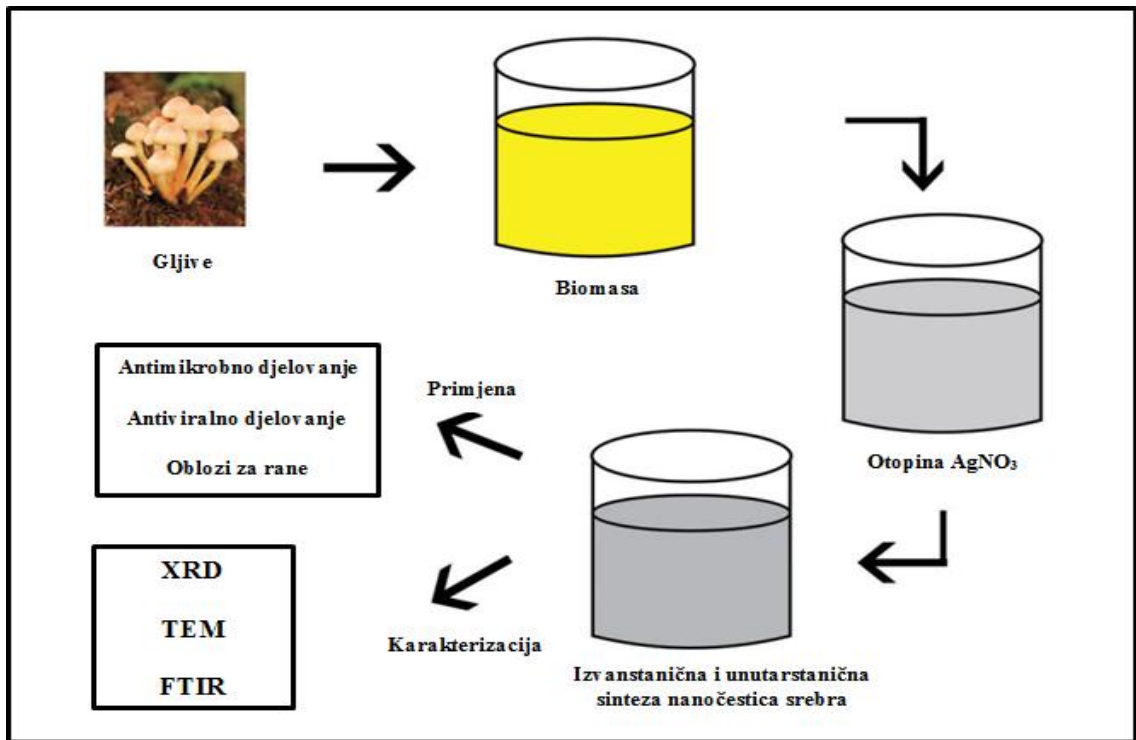 Gljive
Biomasa
Otopina AgNO₃
Izvanstanična i unutarstanična
sinteza nanočestica srebra
Primjena
Antimikrobno djelovanje
Antiviralno djelovanje
Oblozi za rane
Karakterizacija
XRD
TEM
FTIR